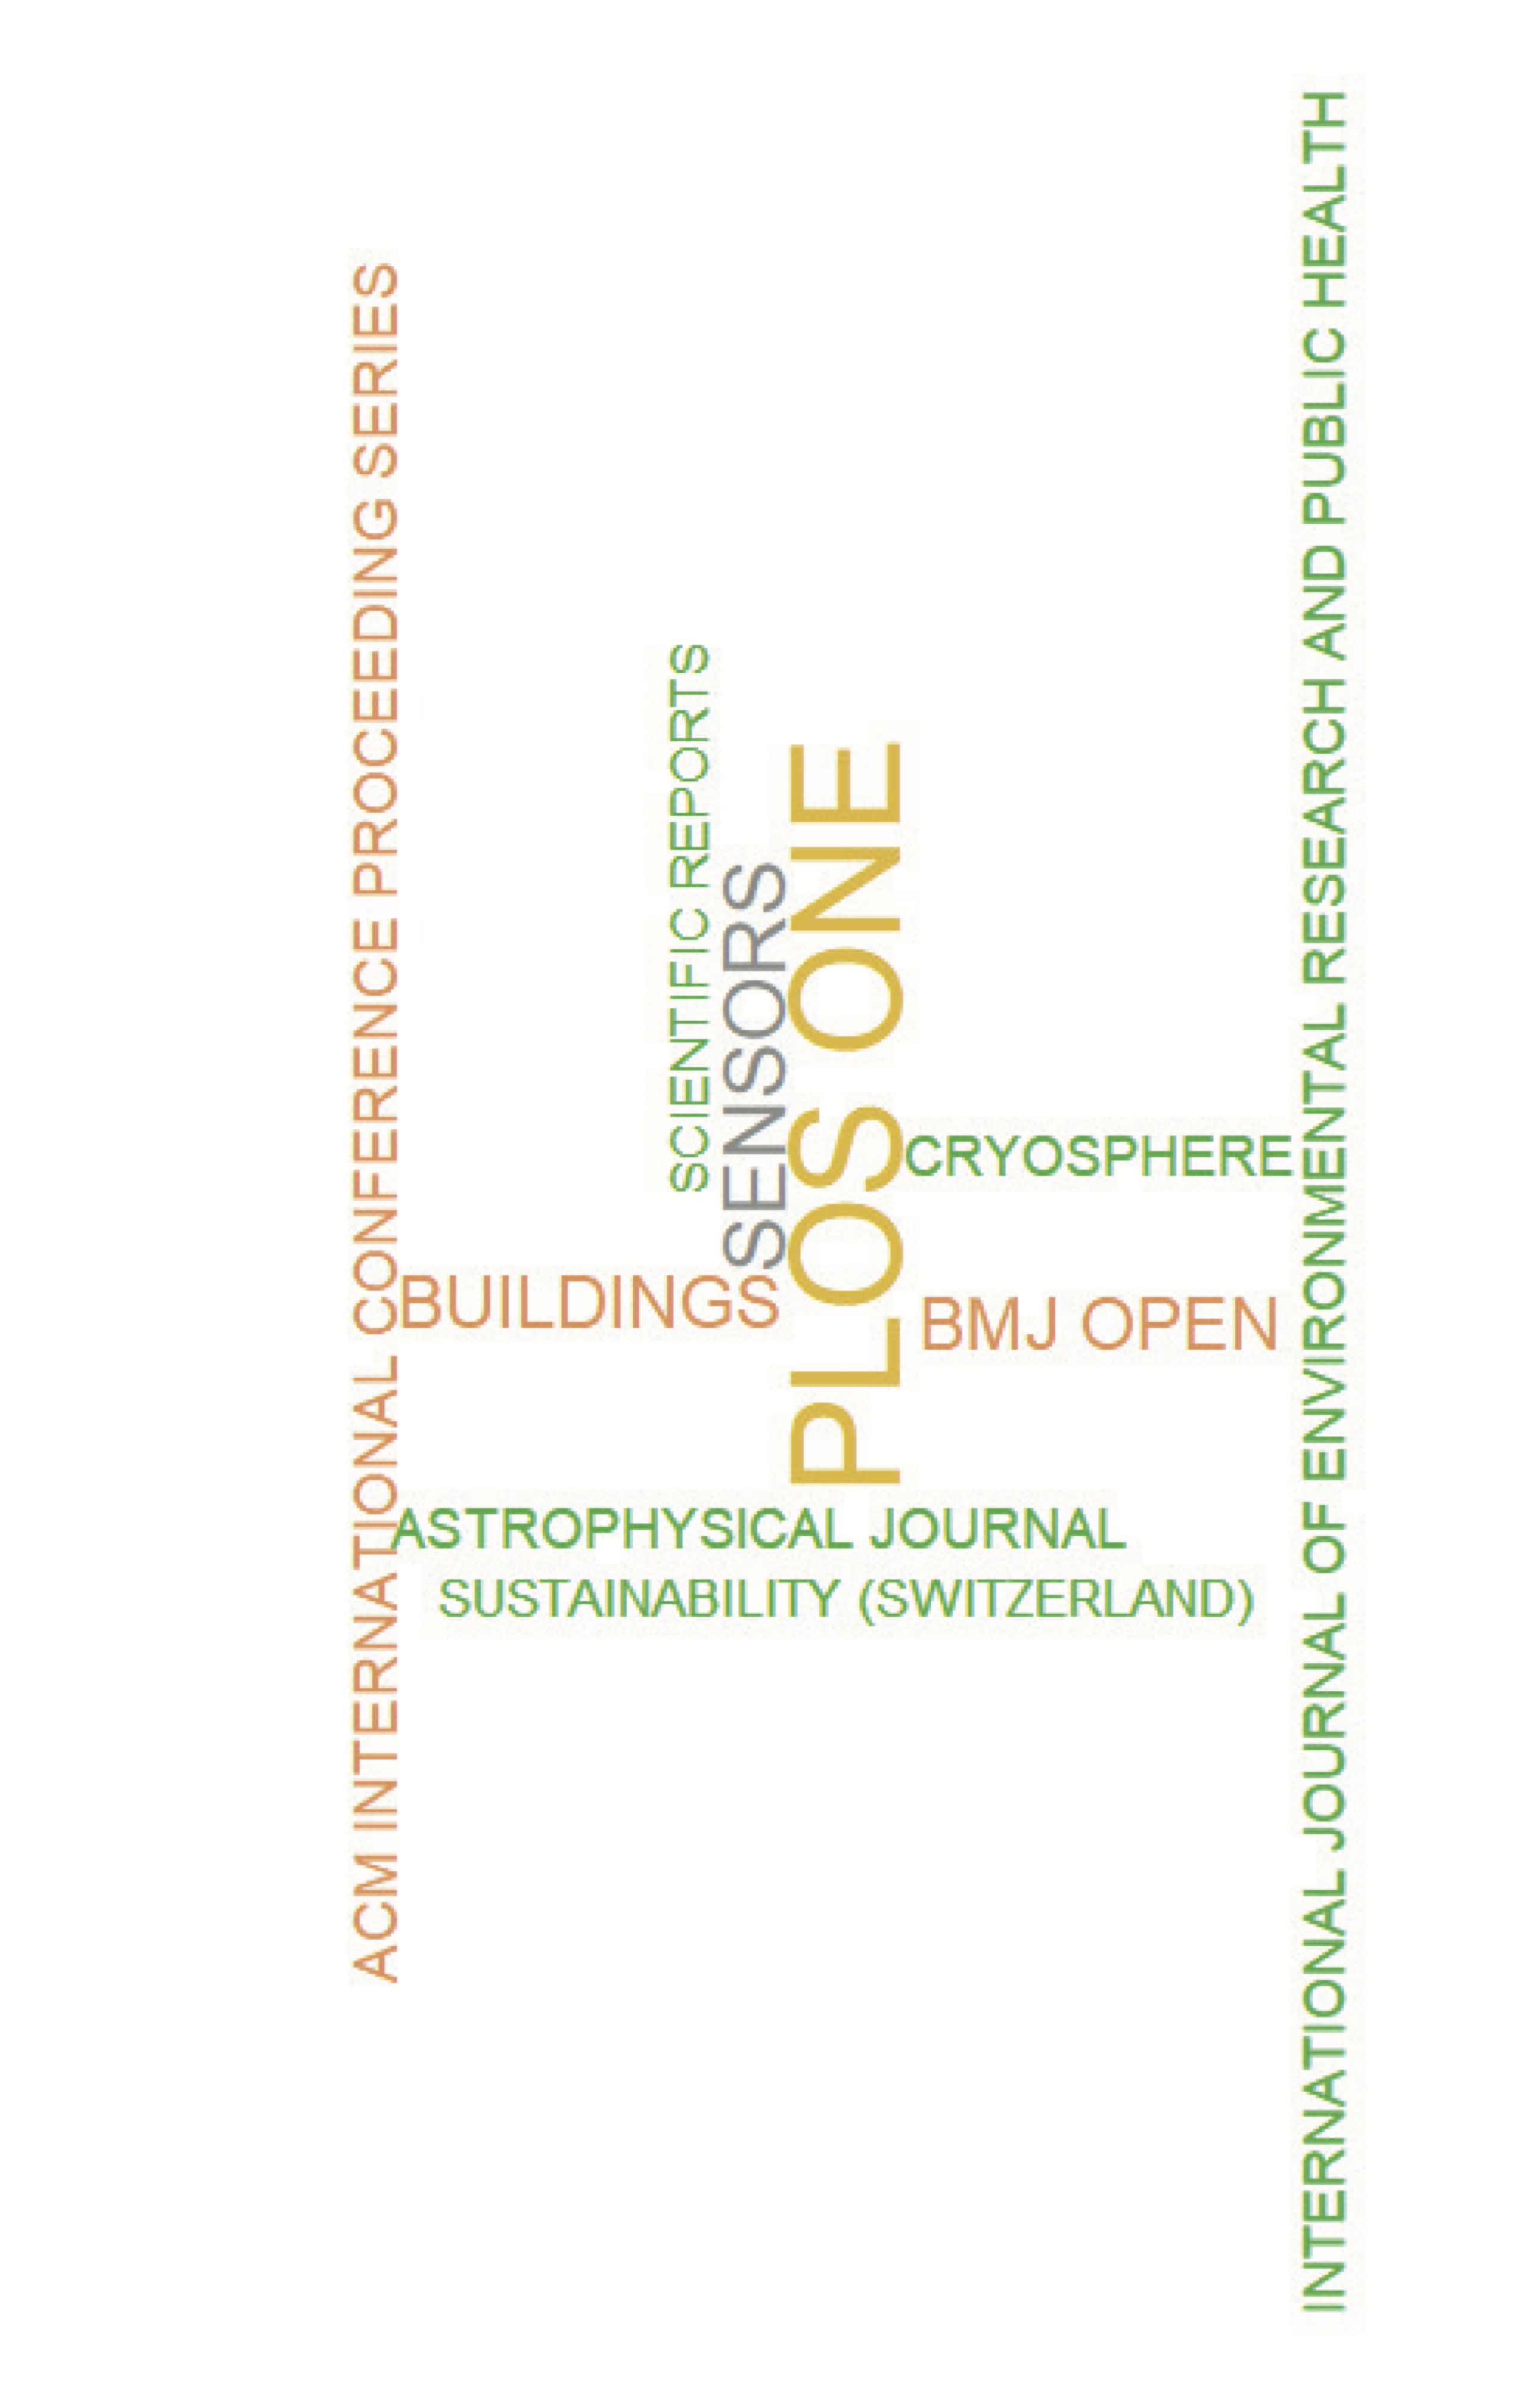 ACM INTERNATIONAL CONFERENCE PROCEEDING SERIES
SCIENTIFIC REPORTS
SENSORS
PLOS ONE
CRYOSPHERE
BUILDINGS
BMJ OPEN
ASTROPHYSICAL JOURNAL
SUSTAINABILITY (SWITZERLAND)
INTERNATIONAL JOURNAL OF ENVIRONMENTAL RESEARCH AND PUBLIC HEALTH